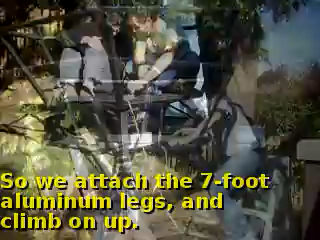 So we attach the 7-foot
aluminum legs, and
climb on up.